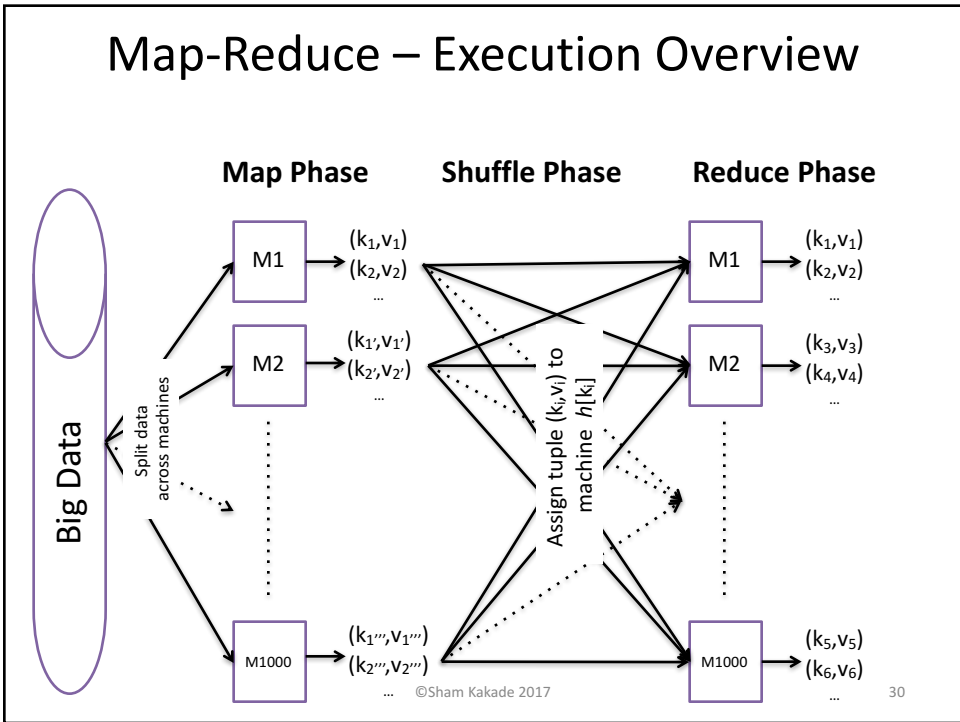 Map-Reduce – Execution Overview
Map Phase
Shuffle Phase
Reduce Phase
Big Data
Split data
across machines
M1
(k₁,v₁)
(k₂,v₂)
...
M2
(k₁′,v₁′)
(k₂′,v₂′)
...
M1000
(k₁′′′,v₁′′′)
(k₂′′′,v₂′′′)
...
Assign tuple (kᵢ,vᵢ) to
machine h[kᵢ]
M1
(k₁,v₁)
(k₂,v₂)
...
M2
(k₃,v₃)
(k₄,v₄)
...
M1000
(k₅,v₅)
(k₆,v₆)
...
©Sham Kakade 2017
30